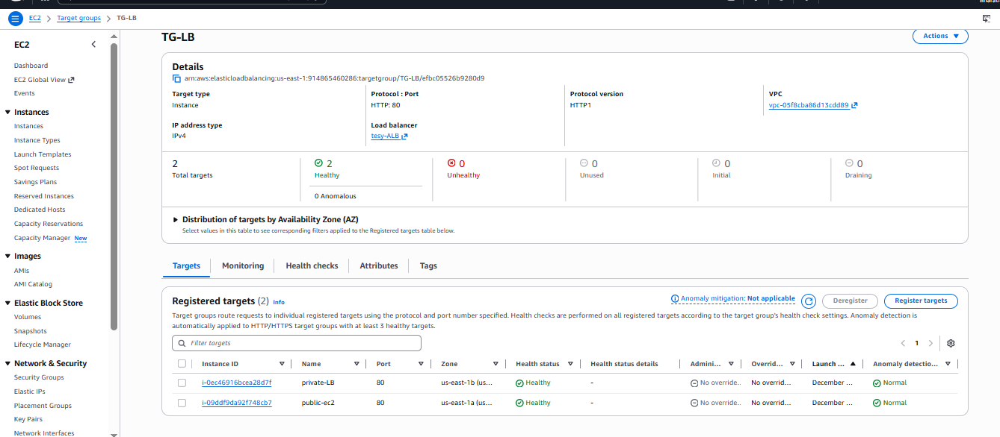 EC2 > Target groups > TG-LB
EC2
Dashboard
EC2 Global View
Events
Instances
Instances
Instance Types
Launch Templates
Spot Requests
Savings Plans
Reserved Instances
Dedicated Hosts
Capacity Reservations
Capacity Manager New
Images
AMIs
AMI Catalog
Elastic Block Store
Volumes
Snapshots
Lifecycle Manager
Network & Security
Security Groups
Elastic IPs
Placement Groups
Key Pairs
Network Interfaces
TG-LB
Actions
Details
arn:aws:elasticloadbalancing:us-east-1:914865460286:targetgroup/TG-LB/efbc05526b9280d9
Target type
Instance
Protocol : Port
HTTP: 80
Protocol version
HTTP1
VPC
vpc-05f8cba86d13cdd89
IP address type
IPv4
Load balancer
tesy-ALB
2
Total targets
2
Healthy
0 Anomalous
0
Unhealthy
0
Unused
0
Initial
0
Draining
Distribution of targets by Availability Zone (AZ)
Select values in this table to see corresponding filters applied to the Registered targets table below.
Targets Monitoring Health checks Attributes Tags
Registered targets (2) Info
Anomaly mitigation: Not applicable
Deregister
Register targets
Target groups route requests to individual registered targets using the protocol and port number specified. Health checks are performed on all registered targets according to the target group's health check settings. Anomaly detection is
automatically applied to HTTP/HTTPS target groups with at least 3 healthy targets.
Filter targets
1
Instance ID Name Port Zone Health status Health status details Admini... Overrid... Launch ... Anomaly detectio...
i-0ec46916bcea28d7f private-LB 80 us-east-1b (us... Healthy - No override.. No overrid... December ... Normal
i-09ddf9da92f748cb7 public-ec2 80 us-east-1a (us... Healthy - No override.. No overrid... December ... Normal